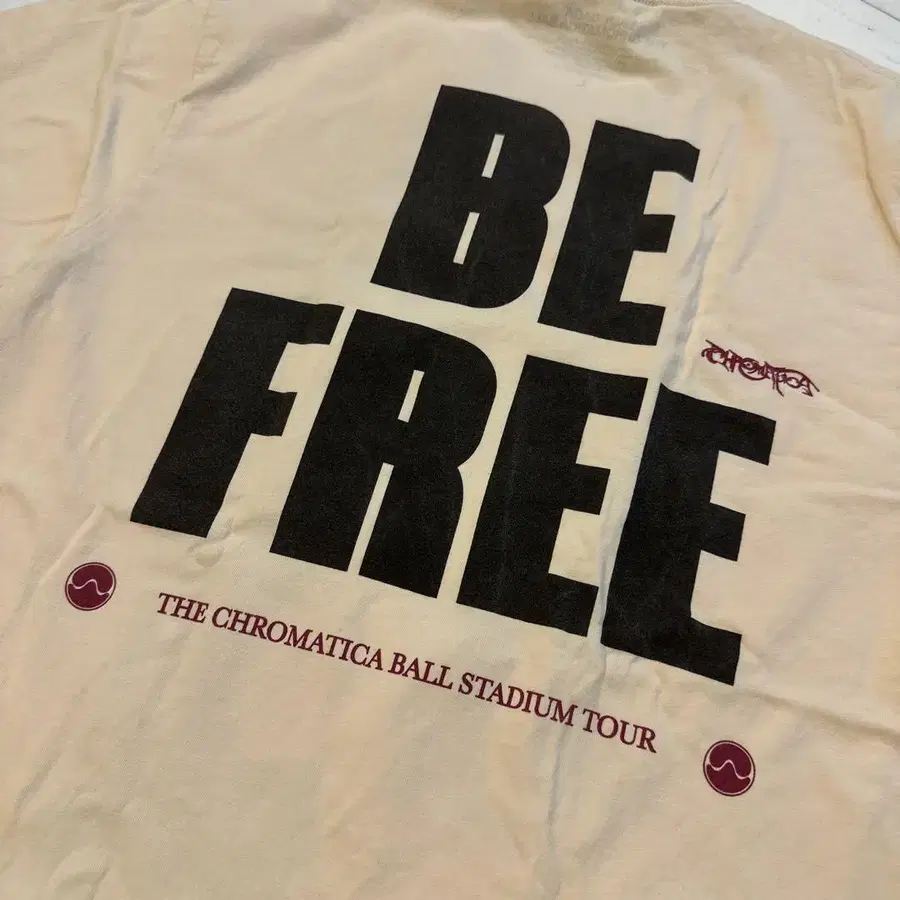 BE
FREE
CHROMATICA
THE CHROMATICA BALL STADIUM TOUR